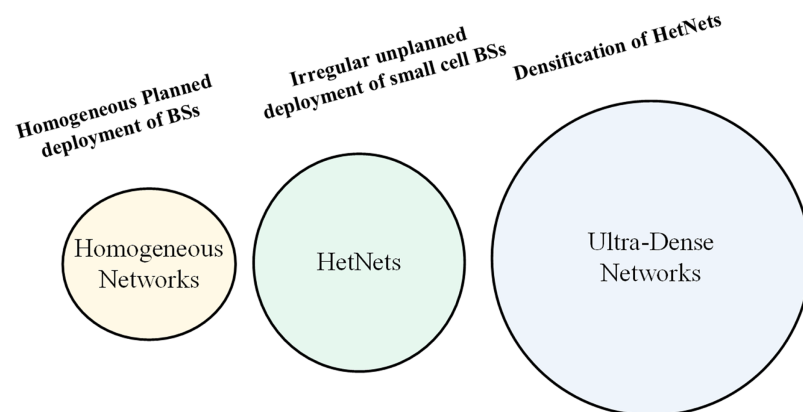 Homogeneous Planned
deployment of BSs
Irregular unplanned
deployment of small cell BSs
Densification of HetNets
Homogeneous
Networks
HetNets
Ultra-Dense
Networks